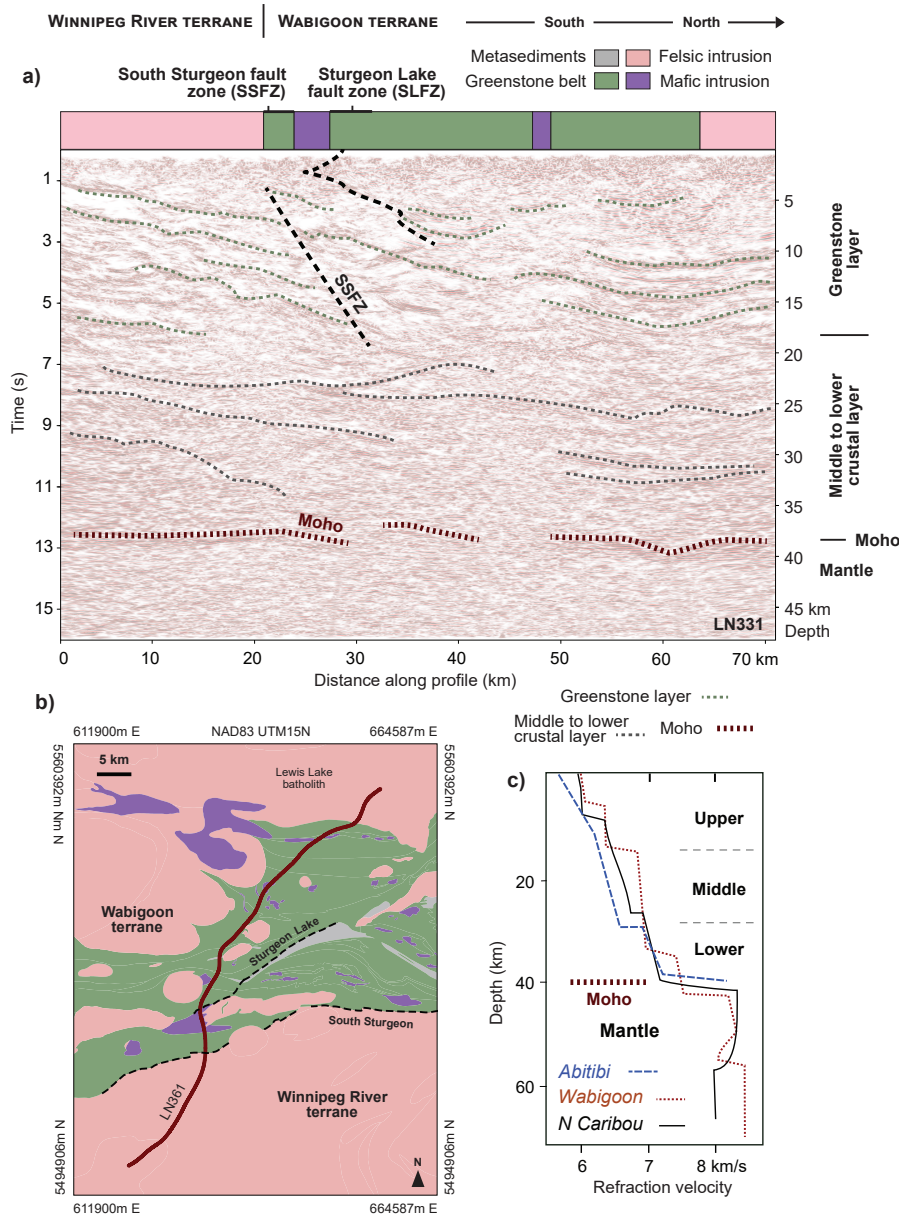 WINNIPEG RIVER TERRANE
WABIGOON TERRANE
South
North
Metasediments
Felsic intrusion
Greenstone belt
Mafic intrusion
a)
South Sturgeon fault
zone (SSFZ)
Sturgeon Lake
fault zone (SLFZ)
1
3
5
7
9
11
13
15
Time (s)
SSFZ
Moho
LN331
5
10
15
20
25
30
35
40
45 km
Depth
Greenstone
layer
Middle to lower
crustal layer
Moho
Mantle
0
10
20
30
40
50
60
70 km
Distance along profile (km)
Greenstone layer
Middle to lower
crustal layer
Moho
b)
611900m E
NAD83 UTM15N
664587m E
5560392m Nm N
5560392m N
5 km
Lewis Lake
batholith
Wabigoon
terrane
Sturgeon Lake
South Sturgeon
LN361
Winnipeg River
terrane
N
5494906m N
5494906m N
611900m E
664587m E
c)
Upper
Middle
Lower
Moho
Mantle
Abitibi
Wabigoon
N Caribou
20
40
60
Depth (km)
6
7
8 km/s
Refraction velocity